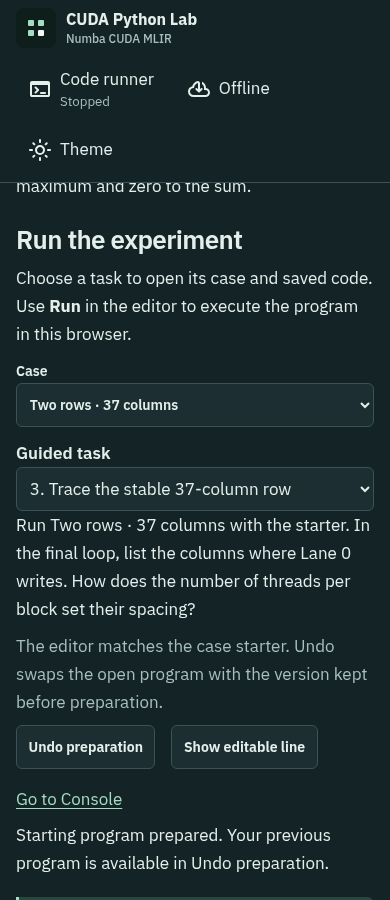 CUDA Python Lab
Numba CUDA MLIR
Code runner
Stopped
Offline
Theme
maximum and zero to the sum.
Run the experiment
Choose a task to open its case and saved code.
Use Run in the editor to execute the program
in this browser.
Case
Two rows · 37 columns
Guided task
3. Trace the stable 37-column row
Run Two rows · 37 columns with the starter. In
the final loop, list the columns where Lane 0
writes. How does the number of threads per
block set their spacing?
The editor matches the case starter. Undo
swaps the open program with the version kept
before preparation.
Undo preparation
Show editable line
Go to Console
Starting program prepared. Your previous
program is available in Undo preparation.